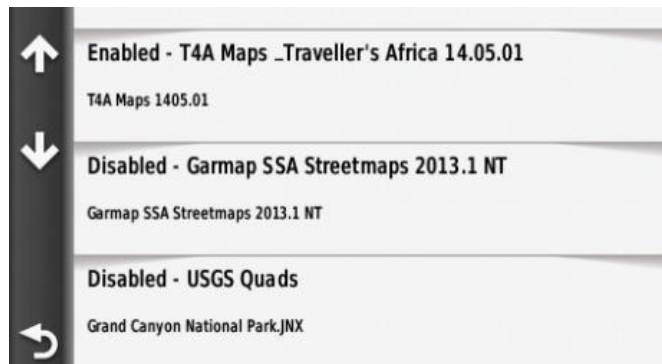 Enabled - T4A Maps _Traveller's Africa 14.05.01
T4A Maps 1405.01
Disabled - Garmap SSA Streetmaps 2013.1 NT
Garmap SSA Streetmaps 2013.1 NT
Disabled - USGS Quads
Grand Canyon National Park.JNX